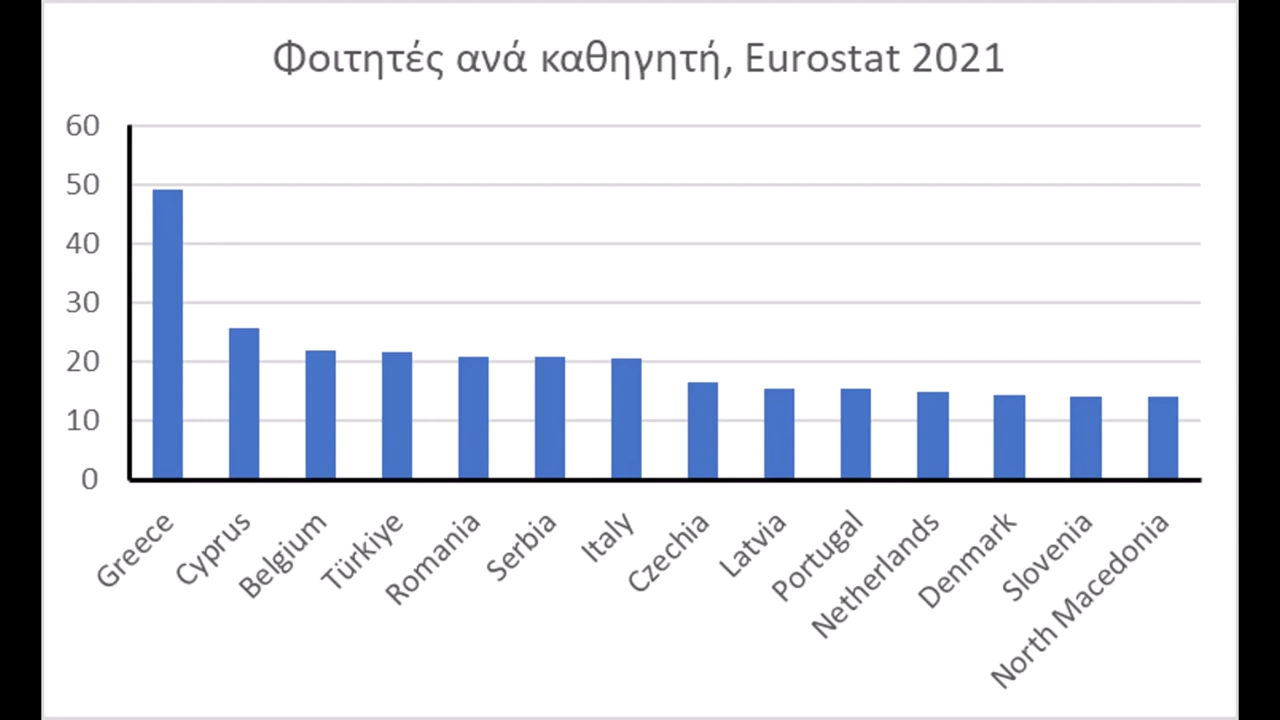 Φοιτητές ανά καθηγητή, Eurostat 2021
60
50
40
30
20
10
0
Greece
Cyprus
Belgium
Türkiye
Romania
Serbia
Italy
Czechia
Latvia
Portugal
Netherlands
Denmark
Slovenia
North Macedonia